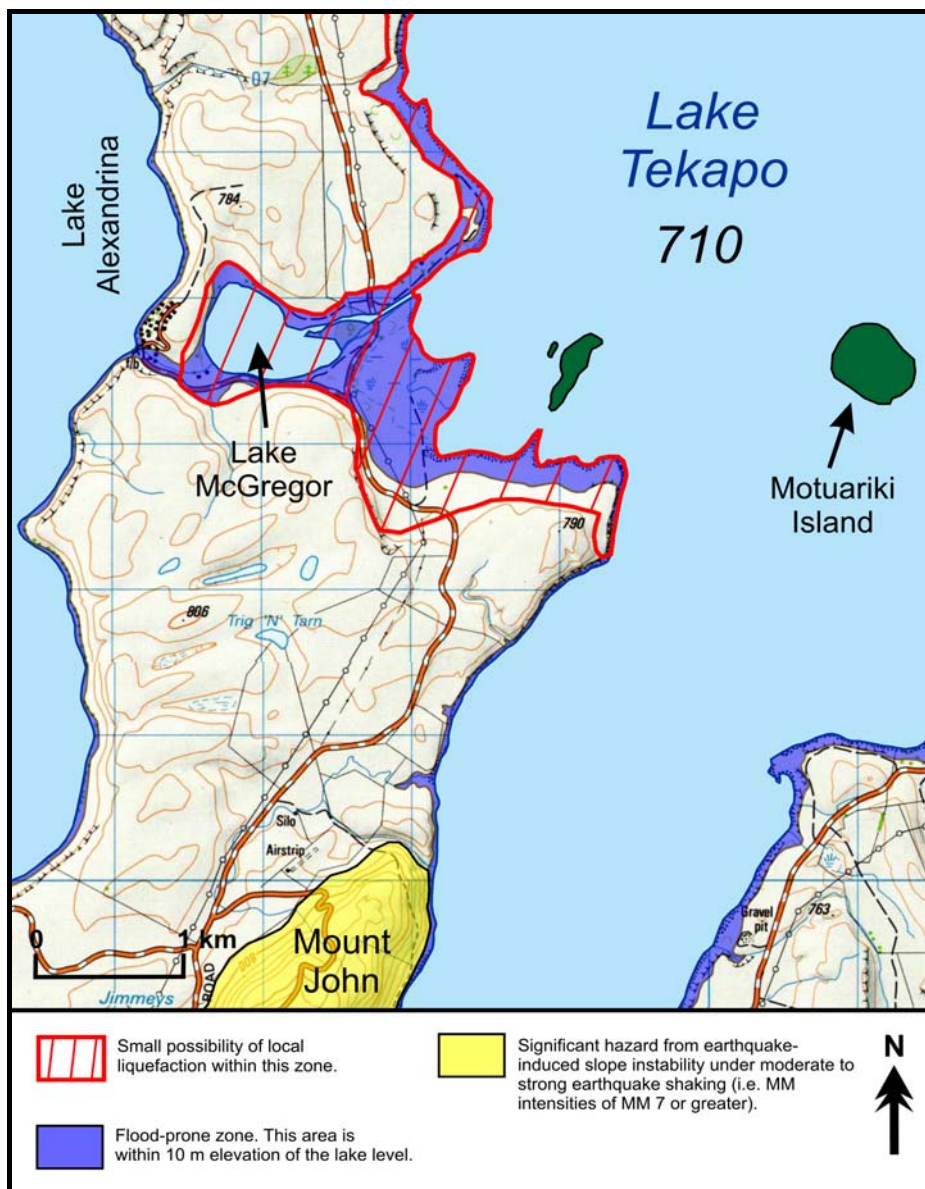 07
Lake
Tekapo
710
Lake
Alexandrina
784
Lake
McGregor
Motuariki
Island
790
806
Trig 'N' Tarn
Silo
Airstrip
Gravel
pit
763
0
1 km
Mount
John
ROAD
Jimmeys
Small possibility of local
liquefaction within this zone.
Significant hazard from earthquake-
induced slope instability under moderate to
strong earthquake shaking (i.e. MM
intensities of MM 7 or greater).
Flood-prone zone. This area is
within 10 m elevation of the lake level.
N